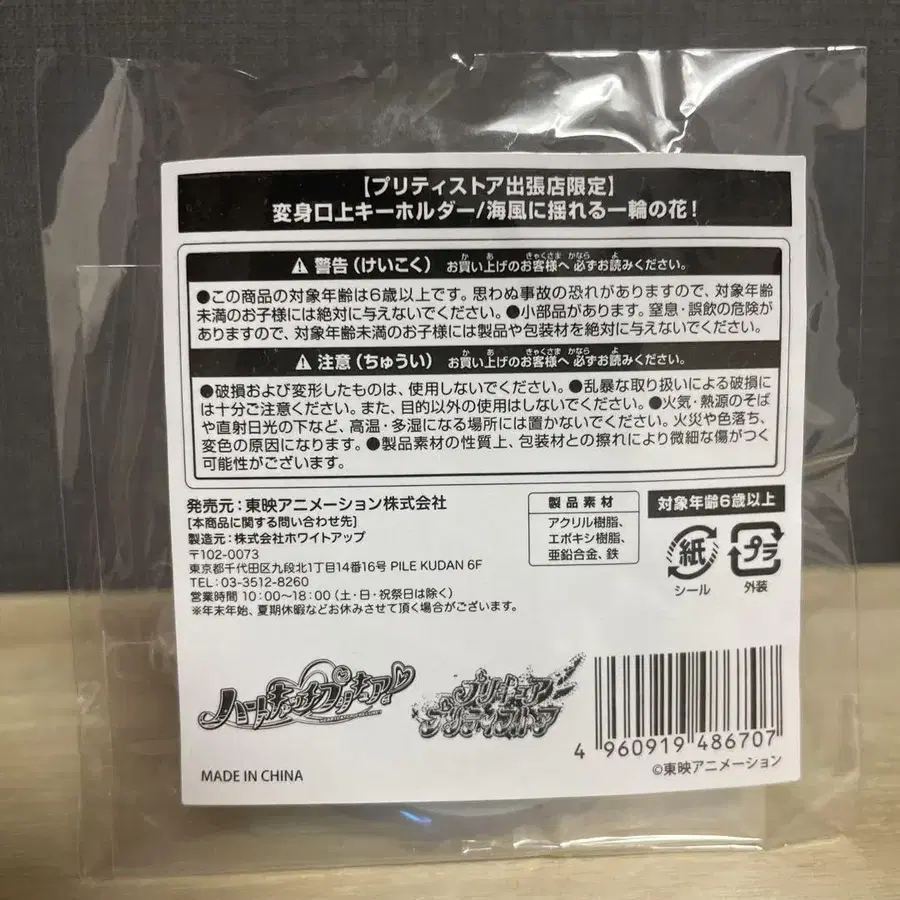 【プリティストア出張店限定】
変身口上キーホルダー/海風に揺れる一輪の花!
⚠警告(けいこく) お買い上げのお客様へ 必ずお読みください。
●この商品の対象年齢は6歳以上です。思わぬ事故の恐れがありますので、対象年齢
未満のお子様には絶対に与えないでください。●小部品があります。窒息・誤飲の危険が
ありますので、対象年齢未満のお子様には製品や包装材を絶対に与えないでください。
⚠注意(ちゅうい) お買い上げのお客様へ 必ずお読みください。
●破損および変形したものは、使用しないでください。●乱暴な取り扱いによる破損に
は十分ご注意ください。また、目的以外の使用はしないでください。●火気・熱源のそば
や直射日光の下など、高温・多湿になる場所には置かないでください。火災や色落ち、
変色の原因になります。●製品素材の性質上、包装材との擦れにより微細な傷がつく
可能性がございます。
発売元:東映アニメーション株式会社
[本商品に関する問い合わせ先]
製造元:株式会社ホワイトアップ
〒102-0073
東京都千代田区九段北1丁目14番16号 PILE KUDAN 6F
TEL:03-3512-8260
営業時間 10:00~18:00(土・日・祝祭日は除く)
※年末年始、夏期休暇などお休みさせて頂く場合がございます。
製品素材
アクリル樹脂、
エポキシ樹脂、
亜鉛合金、鉄
対象年齢6歳以上
紙
シール
プラ
外装
ハートキャッチプリキュア!
プリキュア
プリティストア
4 960919 486707
MADE IN CHINA
©東映アニメーション